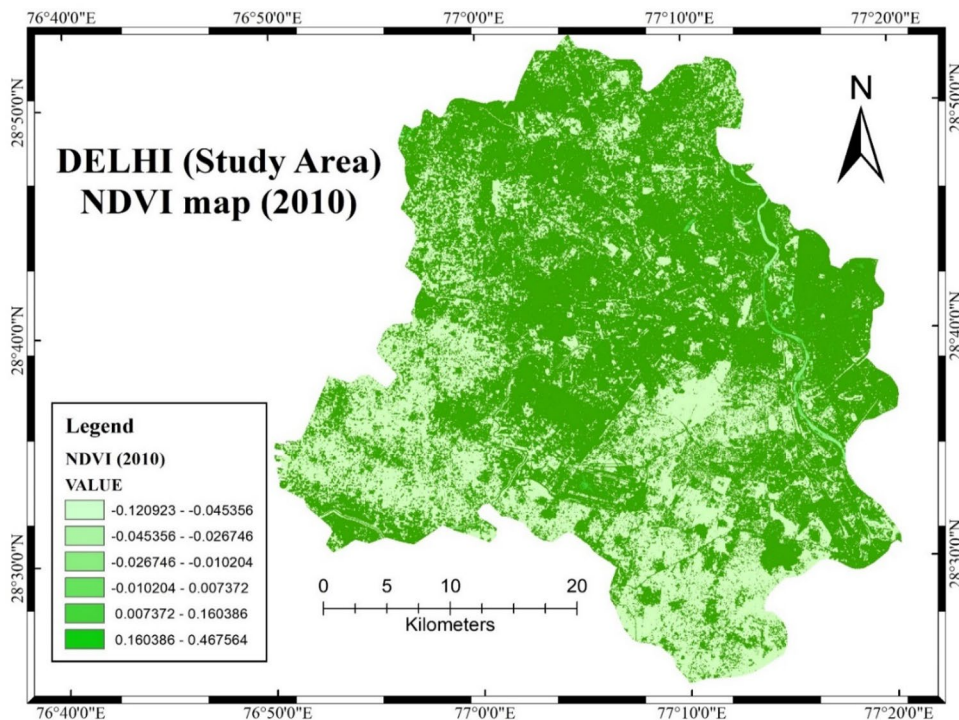 76°40'0"E 76°50'0"E 77°0'0"E 77°10'0"E 77°20'0"E
28°50'0"N
28°50'0"N
N
DELHI (Study Area)
NDVI map (2010)
28°40'0"N
28°40'0"N
Legend
NDVI (2010)
VALUE
-0.120923 - -0.045356
-0.045356 - -0.026746
-0.026746 - -0.010204
-0.010204 - 0.007372
0.007372 - 0.160386
0.160386 - 0.467564
28°30'0"N
28°30'0"N
0 5 10 20
Kilometers
76°40'0"E 76°50'0"E 77°0'0"E 77°10'0"E 77°20'0"E